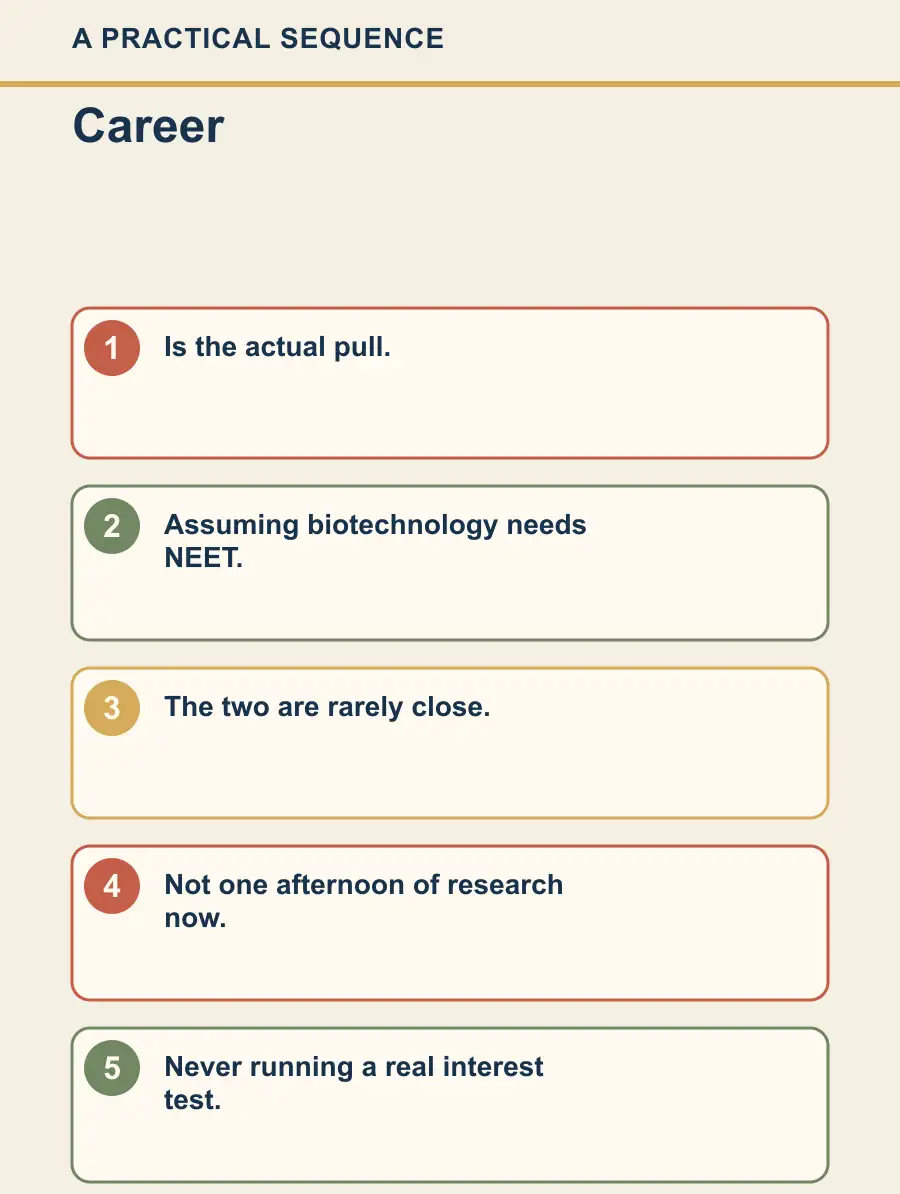 A PRACTICAL SEQUENCE
Career
1
Is the actual pull.
2
Assuming biotechnology needs
NEET.
3
The two are rarely close.
4
Not one afternoon of research
now.
5
Never running a real interest
test.